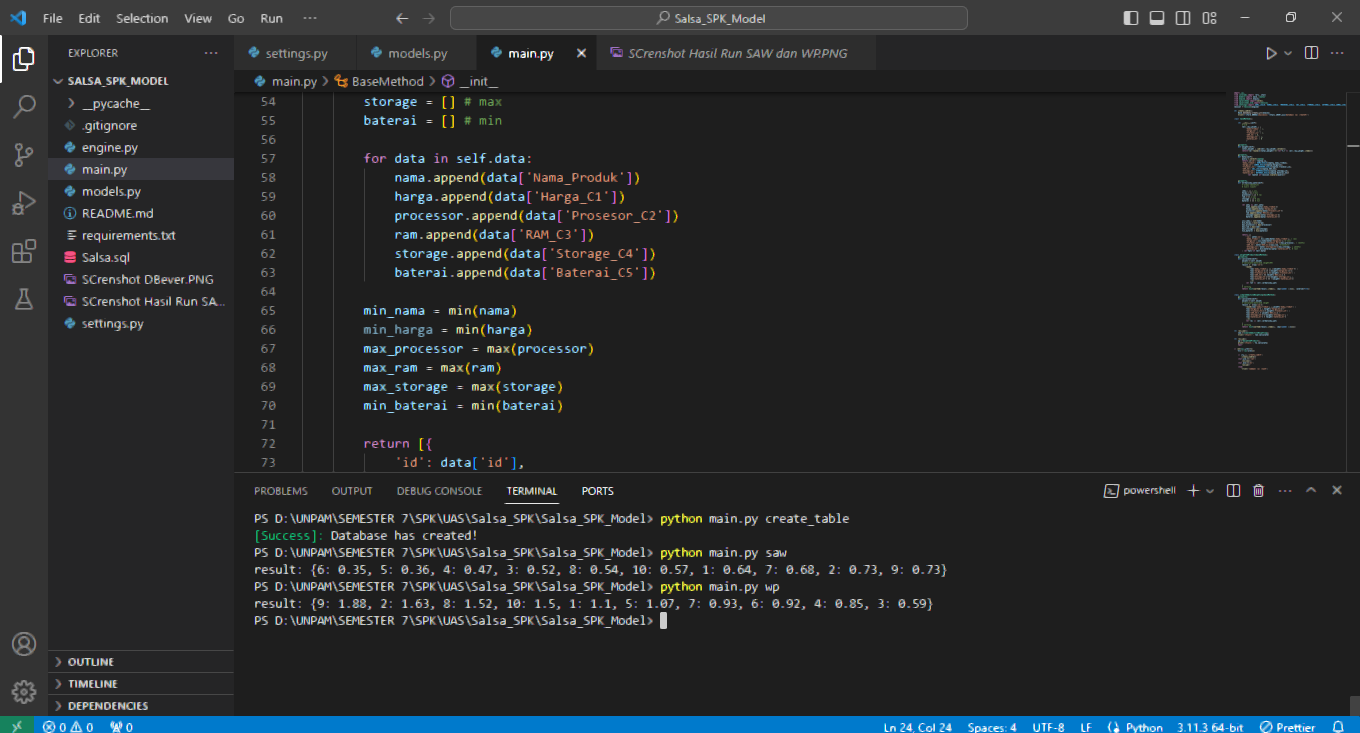 File Edit Selection View Go Run ··· Salsa_SPK_Model
EXPLORER ···
SALSA_SPK_MODEL
__pycache__
.gitignore
engine.py
main.py
models.py
README.md
requirements.txt
Salsa.sql
SCrenshot DBever.PNG
SCrenshot Hasil Run SA...
settings.py
OUTLINE
TIMELINE
DEPENDENCIES
settings.py models.py main.py SCrenshot Hasil Run SAW dan WP.PNG
main.py > BaseMethod > __init__
54 storage = [] # max
55 baterai = [] # min
56
57 for data in self.data:
58 nama.append(data['Nama_Produk'])
59 harga.append(data['Harga_C1'])
60 processor.append(data['Prosesor_C2'])
61 ram.append(data['RAM_C3'])
62 storage.append(data['Storage_C4'])
63 baterai.append(data['Baterai_C5'])
64
65 min_nama = min(nama)
66 min_harga = min(harga)
67 max_processor = max(processor)
68 max_ram = max(ram)
69 max_storage = max(storage)
70 min_baterai = min(baterai)
71
72 return [{
73 'id': data['id'],
PROBLEMS OUTPUT DEBUG CONSOLE TERMINAL PORTS powershell
PS D:\UNPAM\SEMESTER 7\SPK\UAS\Salsa_SPK\Salsa_SPK_Model> python main.py create_table
[Success]: Database has created!
PS D:\UNPAM\SEMESTER 7\SPK\UAS\Salsa_SPK\Salsa_SPK_Model> python main.py saw
result: {6: 0.35, 5: 0.36, 4: 0.47, 3: 0.52, 8: 0.54, 10: 0.57, 1: 0.64, 7: 0.68, 2: 0.73, 9: 0.73}
PS D:\UNPAM\SEMESTER 7\SPK\UAS\Salsa_SPK\Salsa_SPK_Model> python main.py wp
result: {9: 1.88, 2: 1.63, 8: 1.52, 10: 1.5, 1: 1.1, 5: 1.07, 7: 0.93, 6: 0.92, 4: 0.85, 3: 0.59}
PS D:\UNPAM\SEMESTER 7\SPK\UAS\Salsa_SPK\Salsa_SPK_Model>
0 0 0 Ln 24, Col 24 Spaces: 4 UTF-8 LF Python 3.11.3 64-bit Prettier